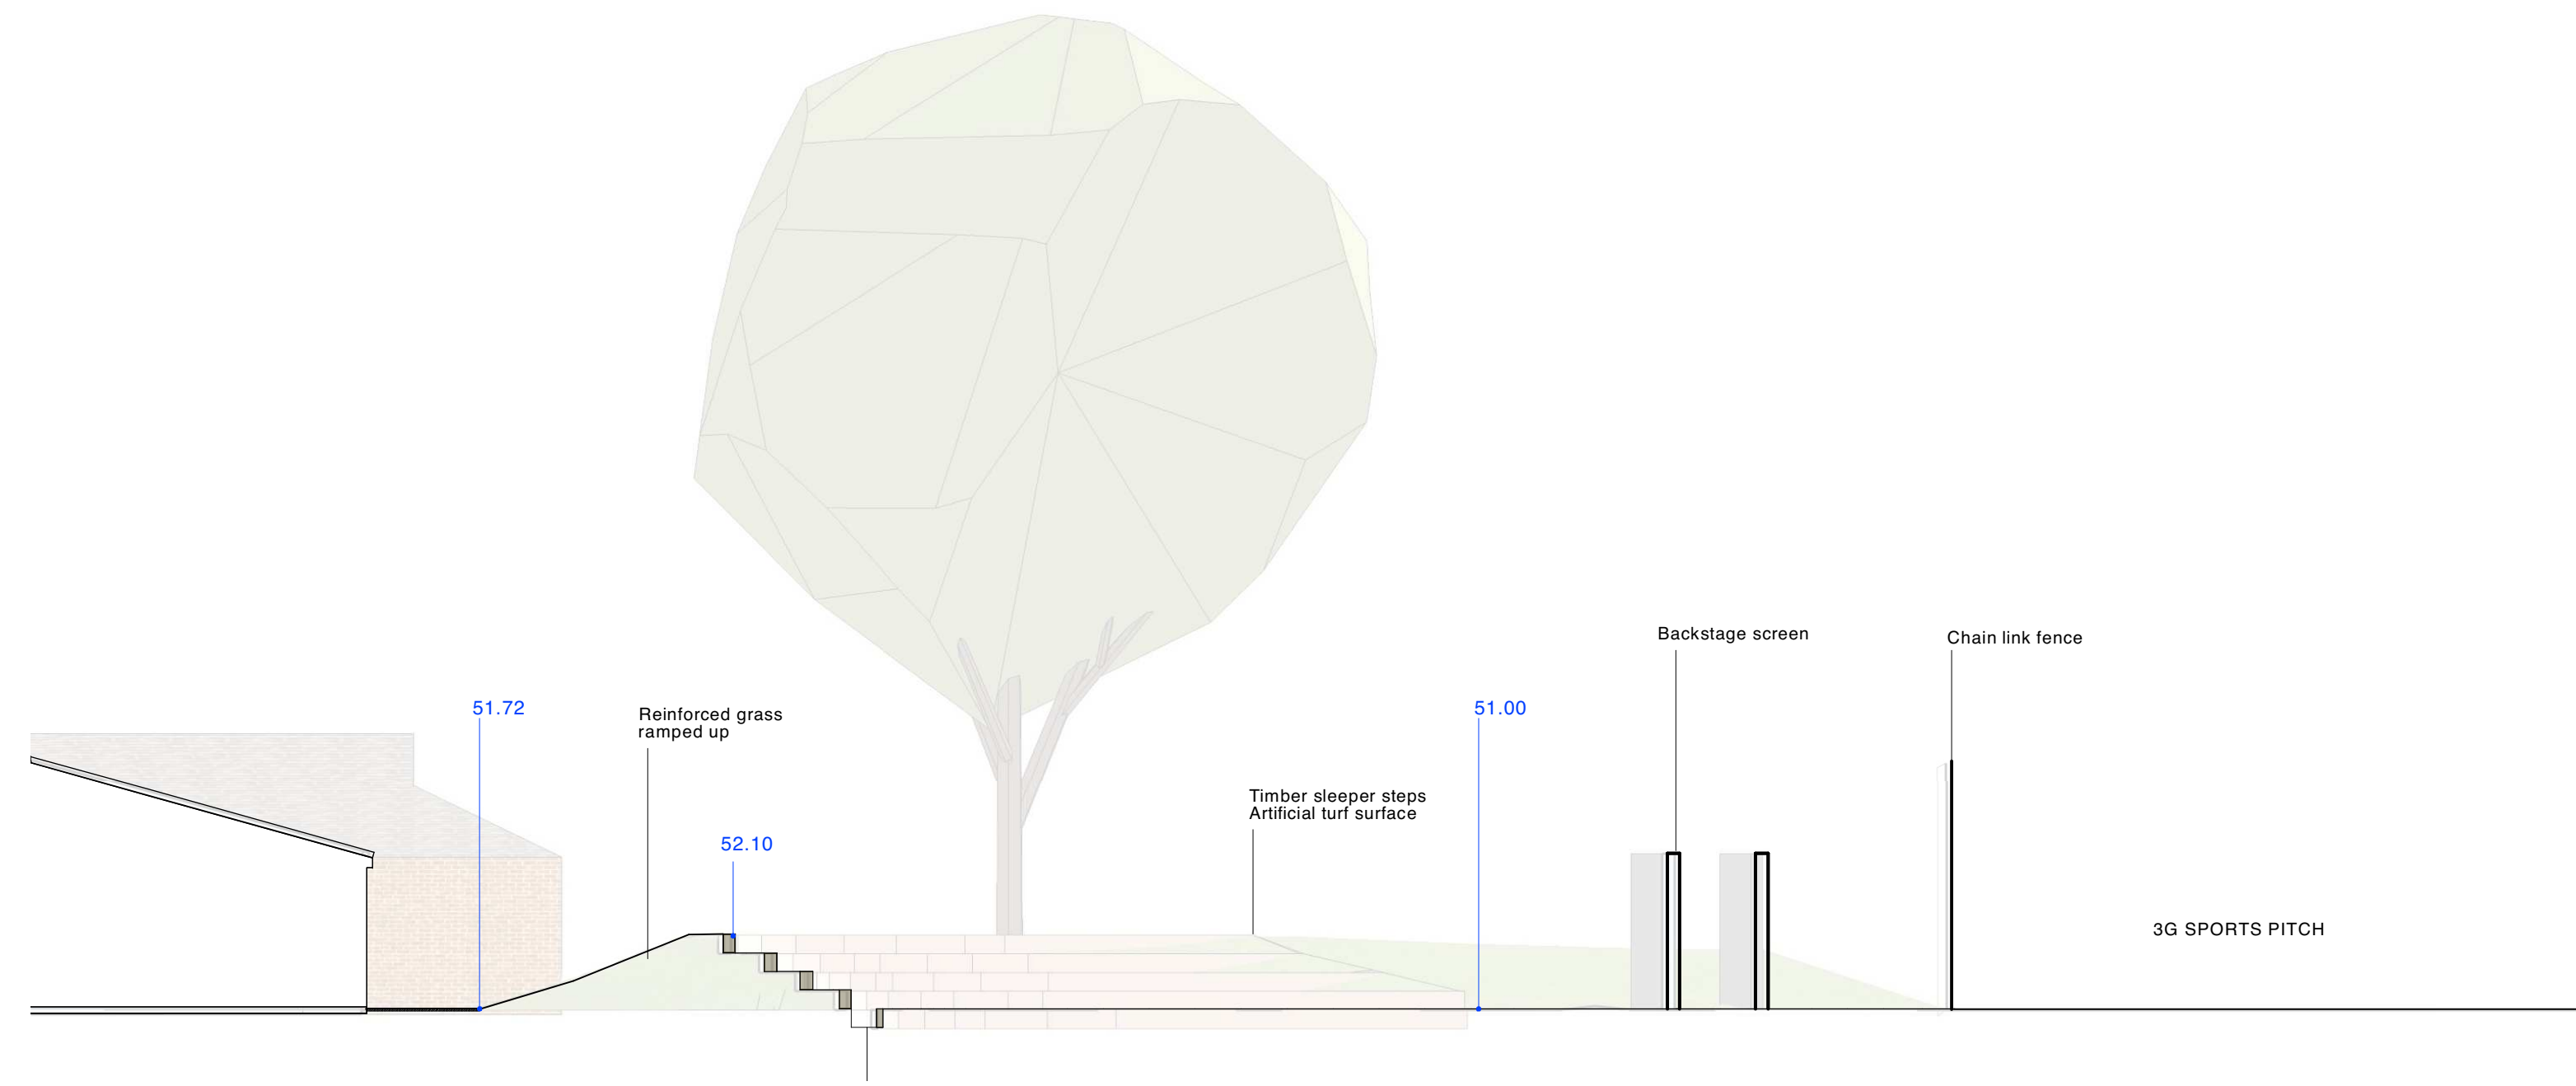 Backstage screen
Chain link fence
51.72
Reinforced grass
ramped up
51.00
Timber sleeper steps
Artificial turf surface
52.10
3G SPORTS PITCH